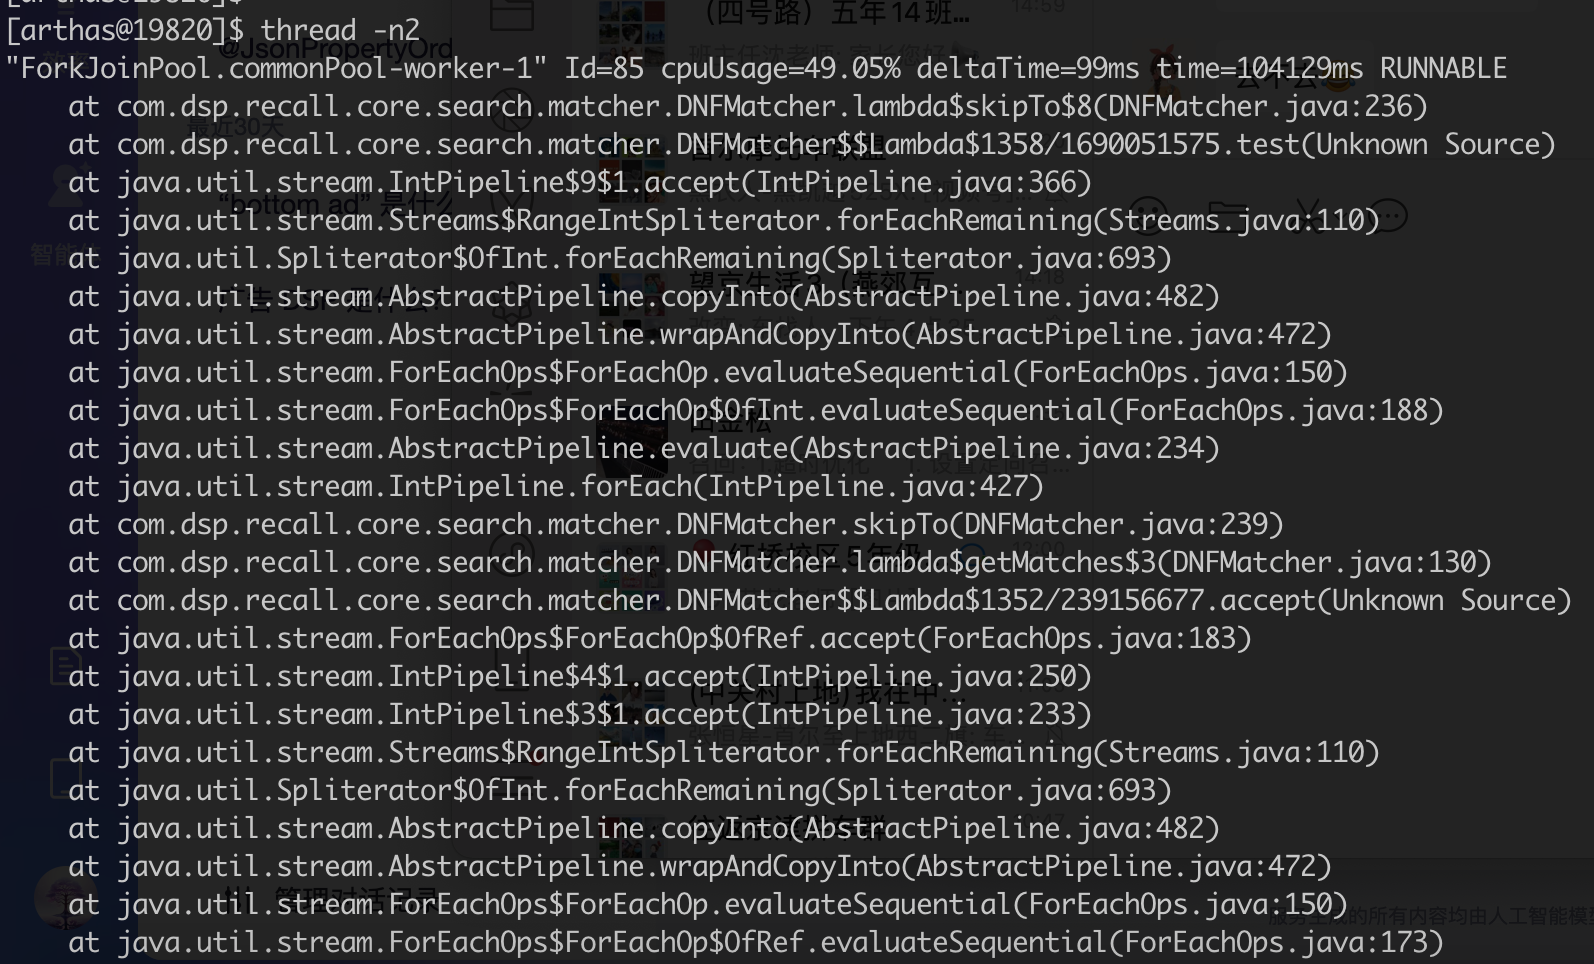 [arthas@19820]$
[arthas@19820]$ thread -n2
"ForkJoinPool.commonPool-worker-1" Id=85 cpuUsage=49.05% deltaTime=99ms time=104129ms RUNNABLE
at com.dsp.recall.core.search.matcher.DNFMatcher.lambda$skipTo$8(DNFMatcher.java:236)
at com.dsp.recall.core.search.matcher.DNFMatcher$$Lambda$1358/1690051575.test(Unknown Source)
at java.util.stream.IntPipeline$9$1.accept(IntPipeline.java:366)
at java.util.stream.Streams$RangeIntSpliterator.forEachRemaining(Streams.java:110)
at java.util.Spliterator$OfInt.forEachRemaining(Spliterator.java:693)
at java.util.stream.AbstractPipeline.copyInto(AbstractPipeline.java:482)
at java.util.stream.AbstractPipeline.wrapAndCopyInto(AbstractPipeline.java:472)
at java.util.stream.ForEachOps$ForEachOp.evaluateSequential(ForEachOps.java:150)
at java.util.stream.ForEachOps$ForEachOp$OfInt.evaluateSequential(ForEachOps.java:188)
at java.util.stream.AbstractPipeline.evaluate(AbstractPipeline.java:234)
at java.util.stream.IntPipeline.forEach(IntPipeline.java:427)
at com.dsp.recall.core.search.matcher.DNFMatcher.skipTo(DNFMatcher.java:239)
at com.dsp.recall.core.search.matcher.DNFMatcher.lambda$getMatches$3(DNFMatcher.java:130)
at com.dsp.recall.core.search.matcher.DNFMatcher$$Lambda$1352/239156677.accept(Unknown Source)
at java.util.stream.ForEachOps$ForEachOp$OfRef.accept(ForEachOps.java:183)
at java.util.stream.IntPipeline$4$1.accept(IntPipeline.java:250)
at java.util.stream.IntPipeline$3$1.accept(IntPipeline.java:233)
at java.util.stream.Streams$RangeIntSpliterator.forEachRemaining(Streams.java:110)
at java.util.Spliterator$OfInt.forEachRemaining(Spliterator.java:693)
at java.util.stream.AbstractPipeline.copyInto(AbstractPipeline.java:482)
at java.util.stream.AbstractPipeline.wrapAndCopyInto(AbstractPipeline.java:472)
at java.util.stream.ForEachOps$ForEachOp.evaluateSequential(ForEachOps.java:150)
at java.util.stream.ForEachOps$ForEachOp$OfRef.evaluateSequential(ForEachOps.java:173)